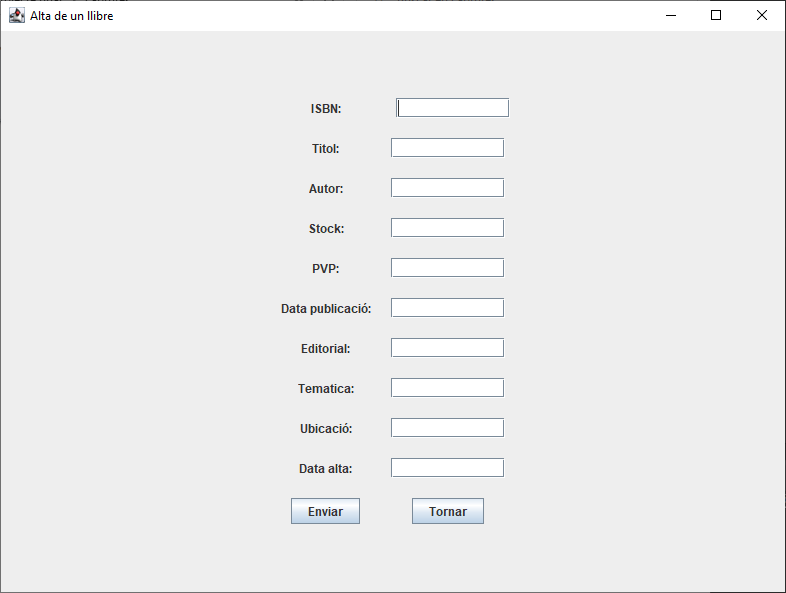 Alta de un llibre
ISBN:
Titol:
Autor:
Stock:
PVP:
Data publicació:
Editorial:
Tematica:
Ubicació:
Data alta:
Enviar Tornar